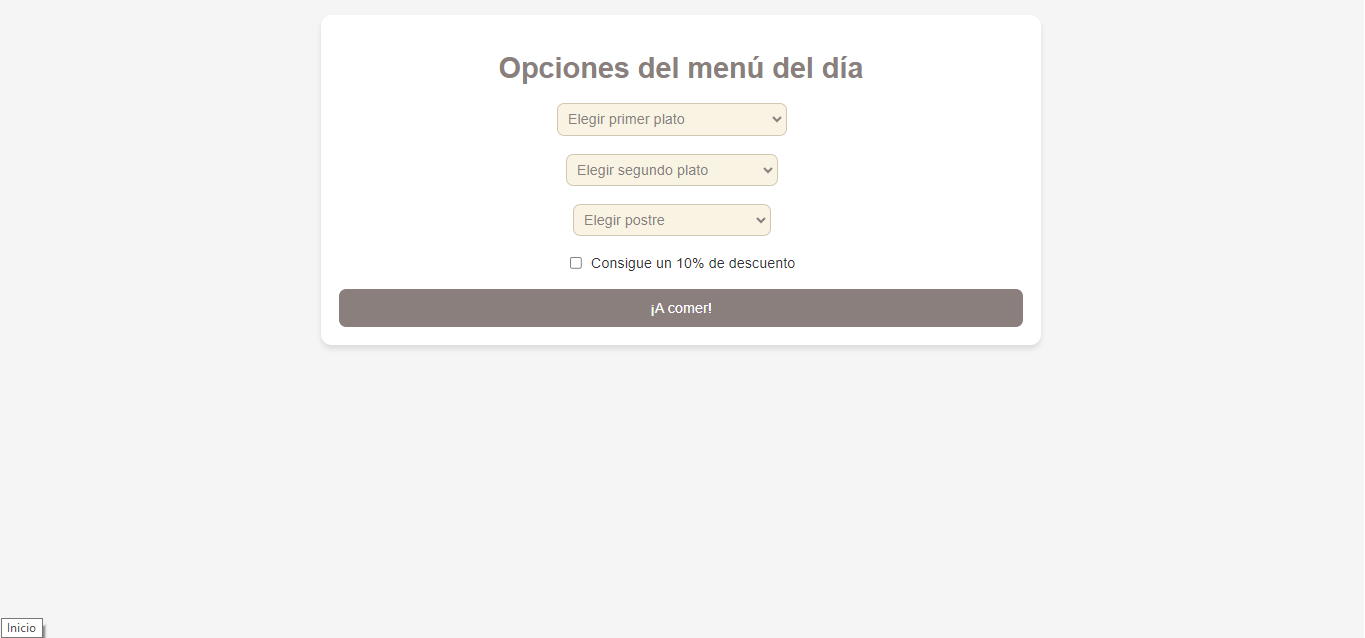 Opciones del menú del día
Elegir primer plato
Elegir segundo plato
Elegir postre
Consigue un 10% de descuento
¡A comer!
Inicio